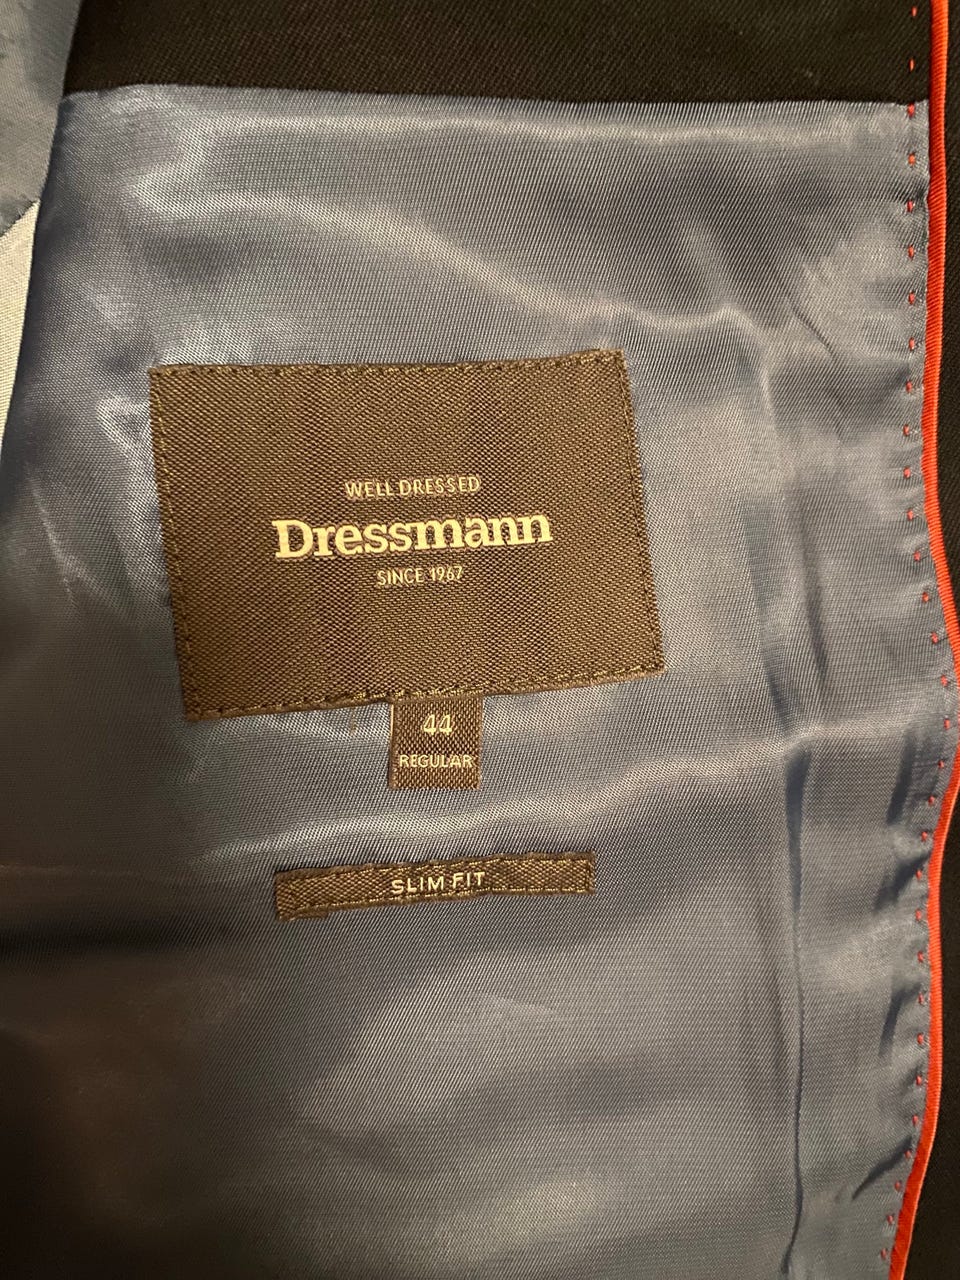 WELL DRESSED
Dressmann
SINCE 1967
44
REGULAR
SLIM FIT